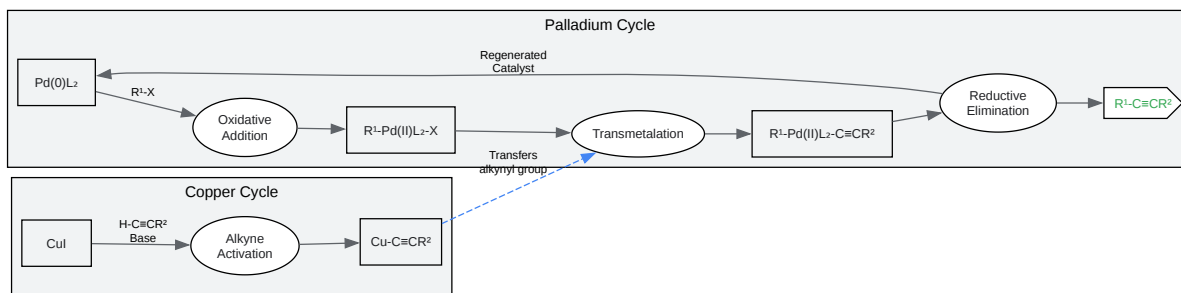 Palladium Cycle
Regenerated
Catalyst
Pd(0)L₂
R¹-X
Oxidative
Addition
R¹-Pd(II)L₂-X
Transmetalation
R¹-Pd(II)L₂-C≡CR²
Reductive
Elimination
R¹-C≡CR²
Transfers
alkynyl group
Copper Cycle
CuI
H-C≡CR²
Base
Alkyne
Activation
Cu-C≡CR²